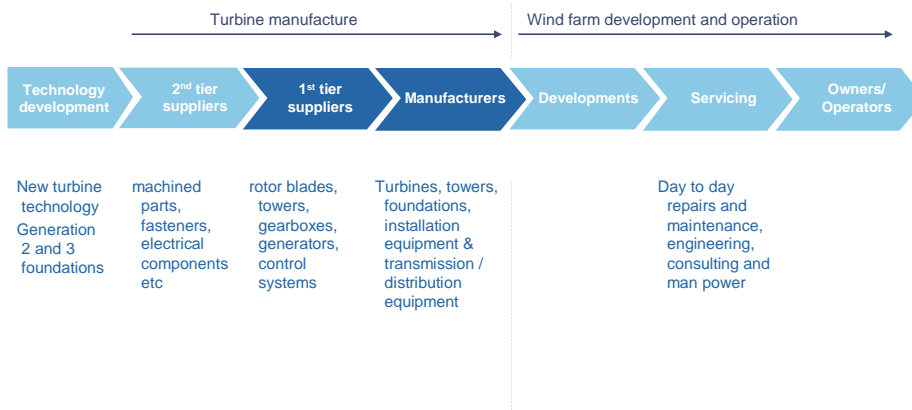 Turbine manufacture
Wind farm development and operation
Technology
development
2nd tier
suppliers
1st tier
suppliers
Manufacturers
Developments
Servicing
Owners/
Operators
New turbine
technology
Generation
2 and 3
foundations
machined
parts,
fasteners,
electrical
components
etc
rotor blades,
towers,
gearboxes,
generators,
control
systems
Turbines, towers,
foundations,
installation
equipment &
transmission /
distribution
equipment
Day to day
repairs and
maintenance,
engineering,
consulting and
man power